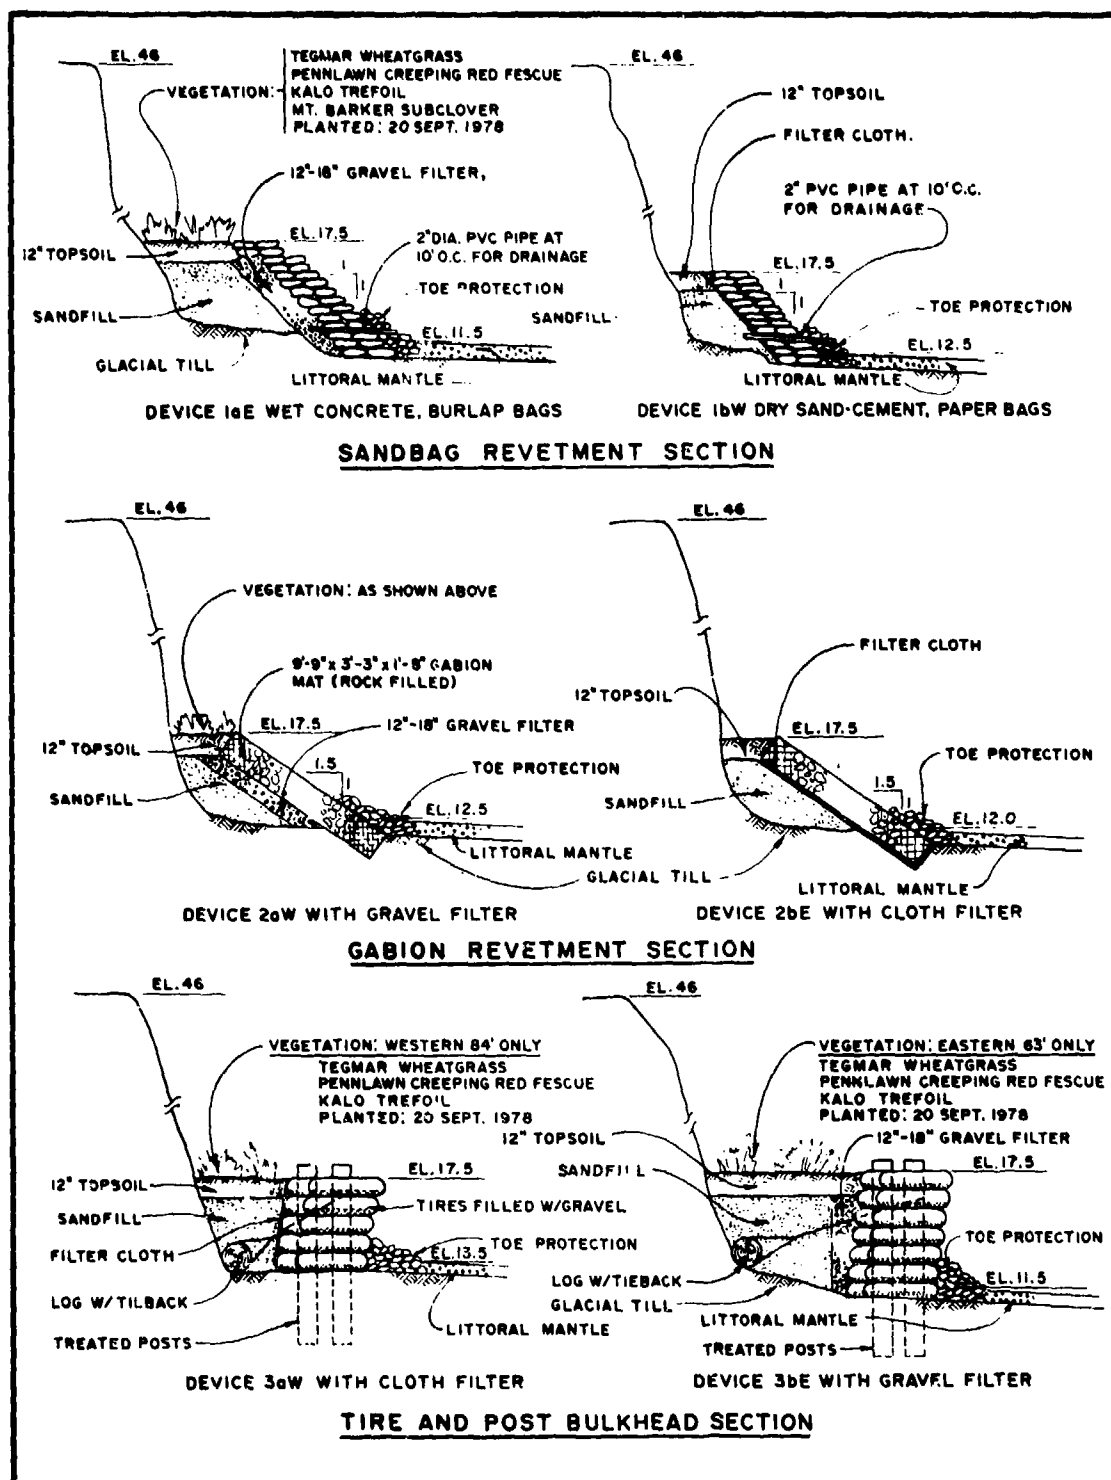 EL. 46
TEGMAR WHEATGRASS
PENNLAWN CREEPING RED FESCUE
VEGETATION: KALO TREFOIL
MT. BARKER SUBCLOVER
PLANTED: 20 SEPT. 1978
12"-18" GRAVEL FILTER,
EL. 17.5
12" TOPSOIL
2" DIA. PVC PIPE AT
10' O.C. FOR DRAINAGE
TOE PROTECTION
SANDFILL
EL. 11.5
GLACIAL TILL
LITTORAL MANTLE
DEVICE 1aE WET CONCRETE, BURLAP BAGS
EL. 46
12" TOPSOIL
FILTER CLOTH.
2" PVC PIPE AT 10' O.C.
FOR DRAINAGE
EL. 17.5
1
1
TOE PROTECTION
SANDFILL
EL. 12.5
LITTORAL MANTLE
DEVICE 1bW DRY SAND-CEMENT, PAPER BAGS
SANDBAG REVETMENT SECTION
EL. 46
VEGETATION: AS SHOWN ABOVE
9'-9" x 3'-3" x 1'-8" GABION
MAT (ROCK FILLED)
EL. 17.5
12"-18" GRAVEL FILTER
12" TOPSOIL
1.5
1
TOE PROTECTION
SANDFILL
EL. 12.5
LITTORAL MANTLE
GLACIAL TILL
DEVICE 2aW WITH GRAVEL FILTER
EL. 46
FILTER CLOTH
12" TOPSOIL
EL. 17.5
TOE PROTECTION
SANDFILL
1.5
1
EL. 12.0
LITTORAL MANTLE
DEVICE 2bE WITH CLOTH FILTER
GABION REVETMENT SECTION
EL. 46
VEGETATION: WESTERN 84' ONLY
TEGMAR WHEATGRASS
PENNLAWN CREEPING RED FESCUE
KALO TREFOIL
PLANTED: 20 SEPT. 1978
EL. 17.5
12" TOPSOIL
SANDFILL
TIRES FILLED W/GRAVEL
FILTER CLOTH
TOE PROTECTION
EL. 13.5
LOG W/TIEBACK
LITTORAL MANTLE
TREATED POSTS
DEVICE 3aW WITH CLOTH FILTER
EL. 46
VEGETATION: EASTERN 63' ONLY
TEGMAR WHEATGRASS
PENNLAWN CREEPING RED FESCUE
KALO TREFOIL
PLANTED: 20 SEPT. 1978
12" TOPSOIL
12"-18" GRAVEL FILTER
SANDFILL
EL. 17.5
TOE PROTECTION
LOG W/TIEBACK
EL. 11.5
GLACIAL TILL
LITTORAL MANTLE
TREATED POSTS
DEVICE 3bE WITH GRAVEL FILTER
TIRE AND POST BULKHEAD SECTION